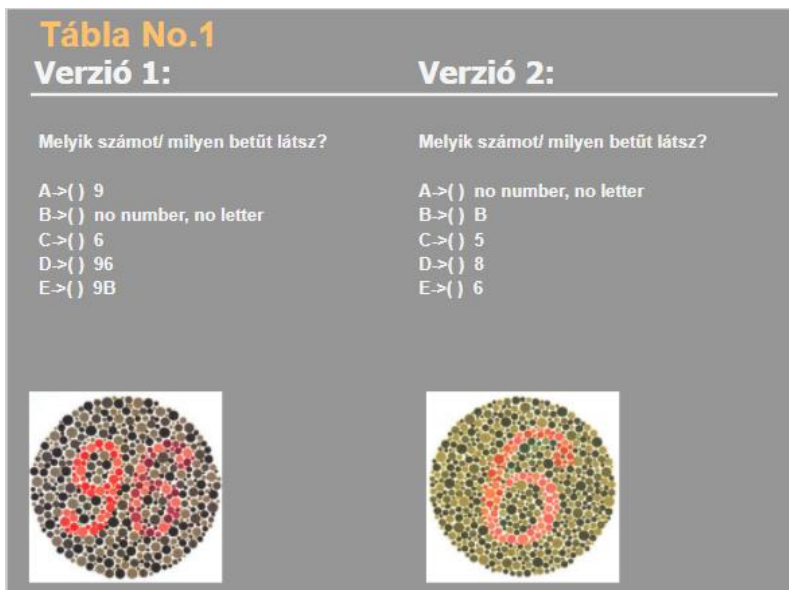 Tábla No.1
Verzió 1:
Melyik számot/ milyen betűt látsz?
A->( ) 9
B->( ) no number, no letter
C->( ) 6
D->( ) 96
E->( ) 9B
96
Verzió 2:
Melyik számot/ milyen betűt látsz?
A->( ) no number, no letter
B->( ) B
C->( ) 5
D->( ) 8
E->( ) 6
6